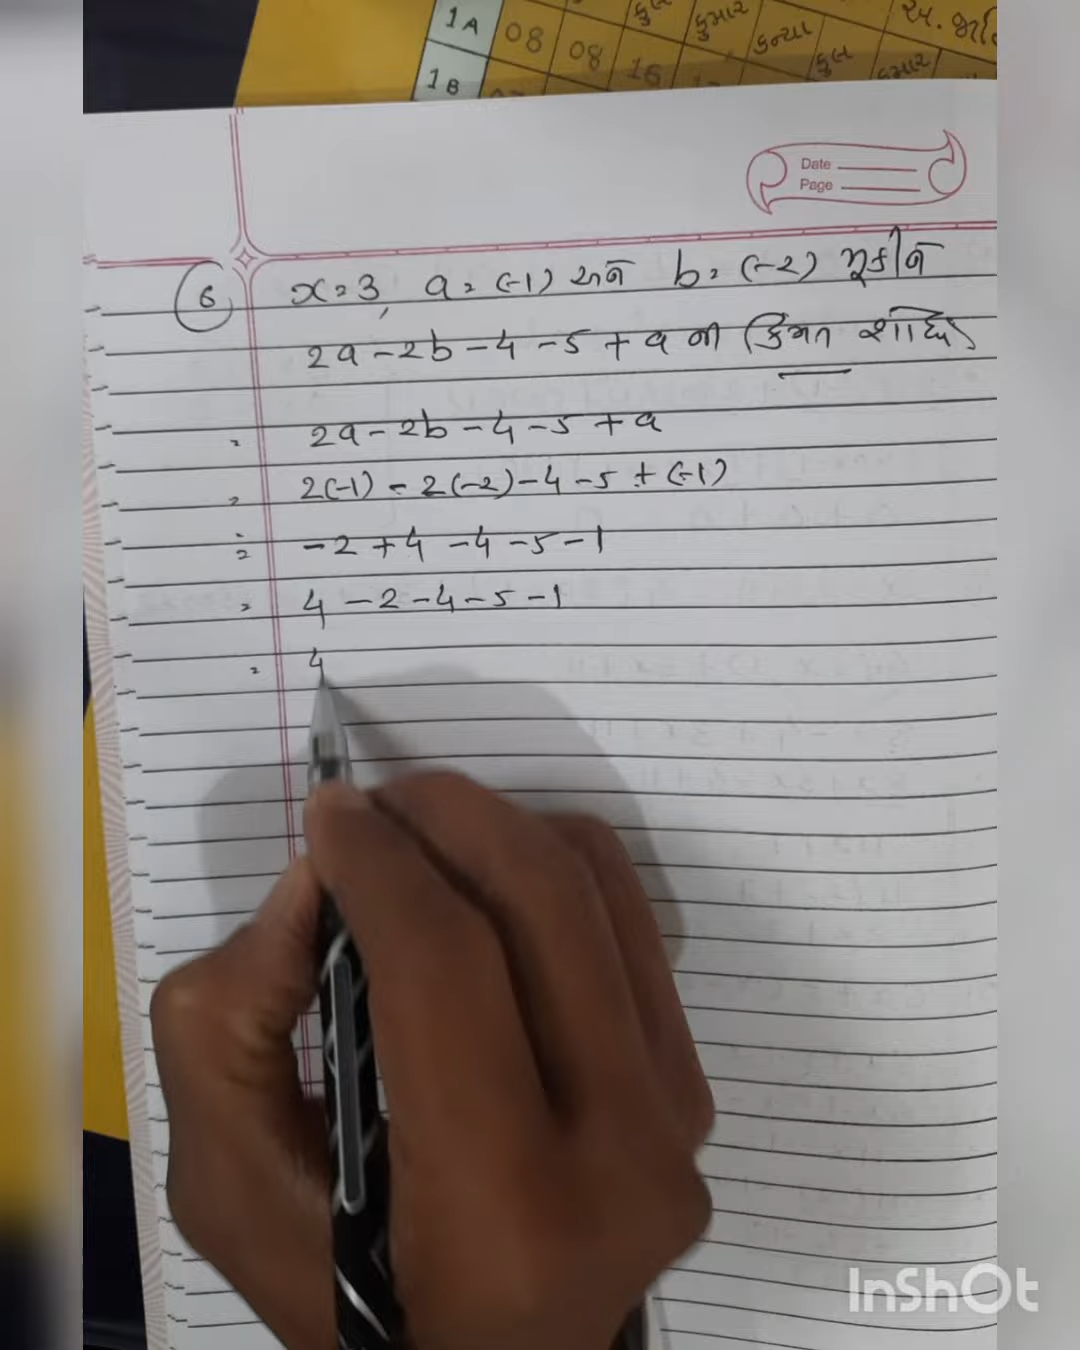 1A 08 08 કુલ કુમાર કન્યા
1B 16 કુલ કુમાર
Date
Page
6 x=3, a=(-1) અને b=(-2) મૂકીને
2a-2b-4-5+a ની કિંમત શોધો
= 2a-2b-4-5+a
= 2(-1)-2(-2)-4-5+(-1)
= -2+4-4-5-1
= 4-2-4-5-1
= 4
InShOt